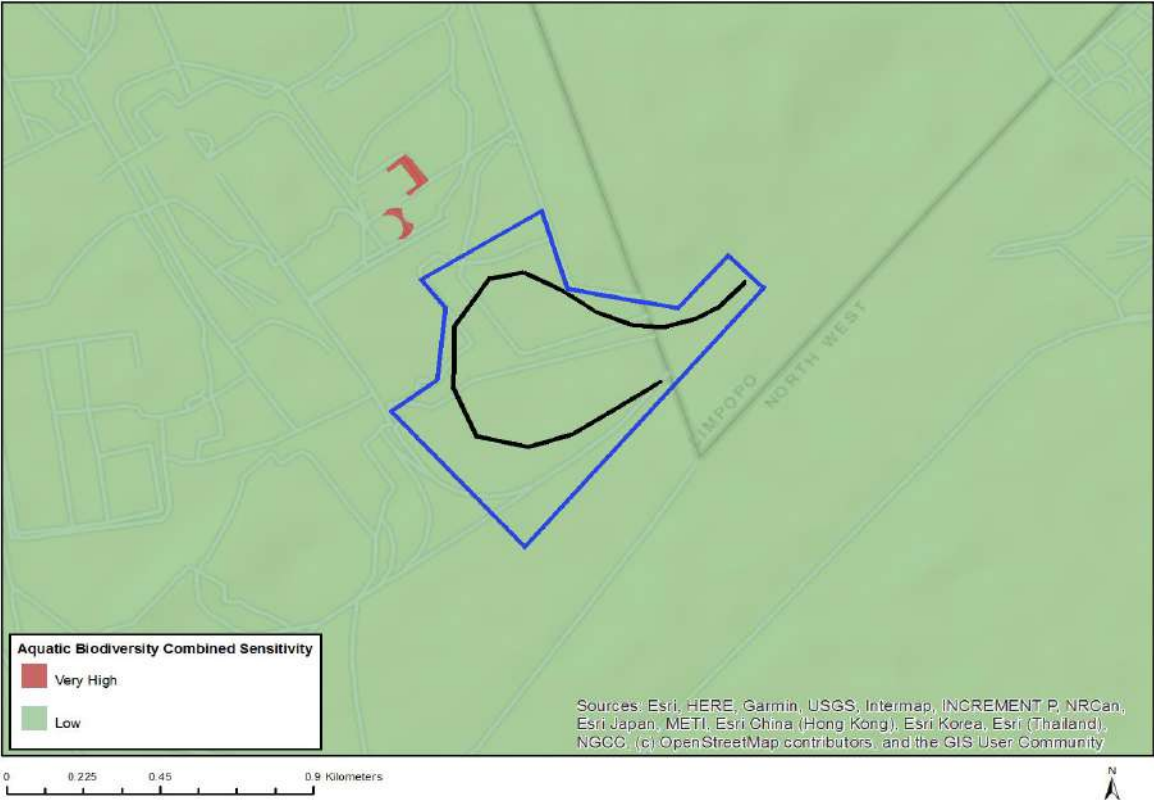 LIMPOPO
NORTH WEST
Aquatic Biodiversity Combined Sensitivity
Very High
Low
Sources: Esri, HERE, Garmin, USGS, Intermap, INCREMENT P, NRCan,
Esri Japan, METI, Esri China (Hong Kong), Esri Korea, Esri (Thailand),
NGCC, (c) OpenStreetMap contributors, and the GIS User Community
0 0.225 0.45 0.9 Kilometers
N